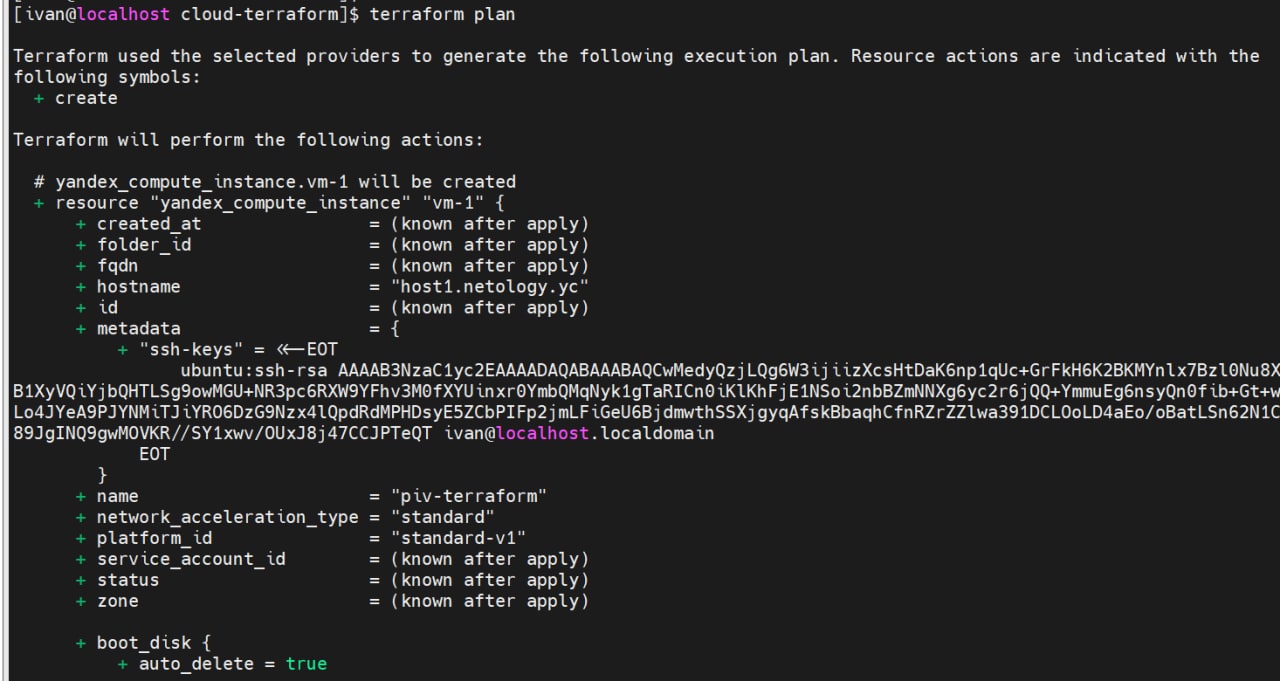 [ivan@localhost cloud-terraform]$ terraform plan
Terraform used the selected providers to generate the following execution plan. Resource actions are indicated with the
following symbols:
+ create
Terraform will perform the following actions:
# yandex_compute_instance.vm-1 will be created
+ resource "yandex_compute_instance" "vm-1" {
+ created_at = (known after apply)
+ folder_id = (known after apply)
+ fqdn = (known after apply)
+ hostname = "host1.netology.yc"
+ id = (known after apply)
+ metadata = {
+ "ssh-keys" = <<-EOT
ubuntu:ssh-rsa AAAAB3NzaC1yc2EAAAADAQABAAABAQCwMedyQzjLQg6W3ijiizXcsHtDaK6np1qUc+GrFkH6K2BKMYnlx7Bzl0Nu8X
B1XyVQiYjbQHTLSg9owMGU+NR3pc6RXW9YFhv3M0fXYUinxr0YmbQMqNyk1gTaRICn0iKlKhFjE1NSoi2nbBZmNNXg6yc2r6jQQ+YmmuEg6nsyQn0fib+Gt+w
Lo4JYeA9PJYNMiTJiYRO6DzG9Nzx4lQpdRdMPHDsyE5ZCbPIFp2jmLFiGeU6BjdmwthSSXjgyqAfskBbaqhCfnRZrZZlwa391DCLOoLD4aEo/oBatLSn62N1C
89JgINQ9gwMOVKR//SY1xwv/OUxJ8j47CCJPTeQT ivan@localhost.localdomain
EOT
}
+ name = "piv-terraform"
+ network_acceleration_type = "standard"
+ platform_id = "standard-v1"
+ service_account_id = (known after apply)
+ status = (known after apply)
+ zone = (known after apply)
+ boot_disk {
+ auto_delete = true